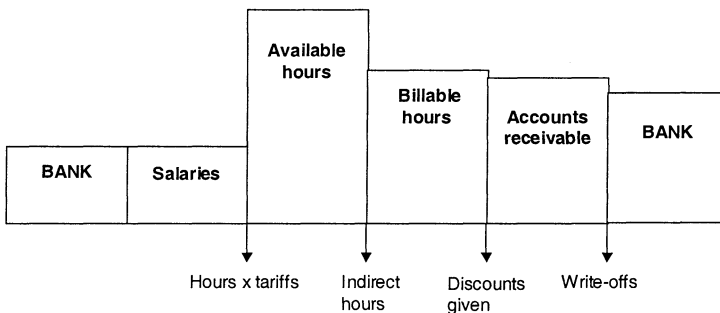 Available
hours
Billable
hours
Accounts
receivable
BANK
BANK
Salaries
Hours x tariffs
Indirect
hours
Discounts
given
Write-offs